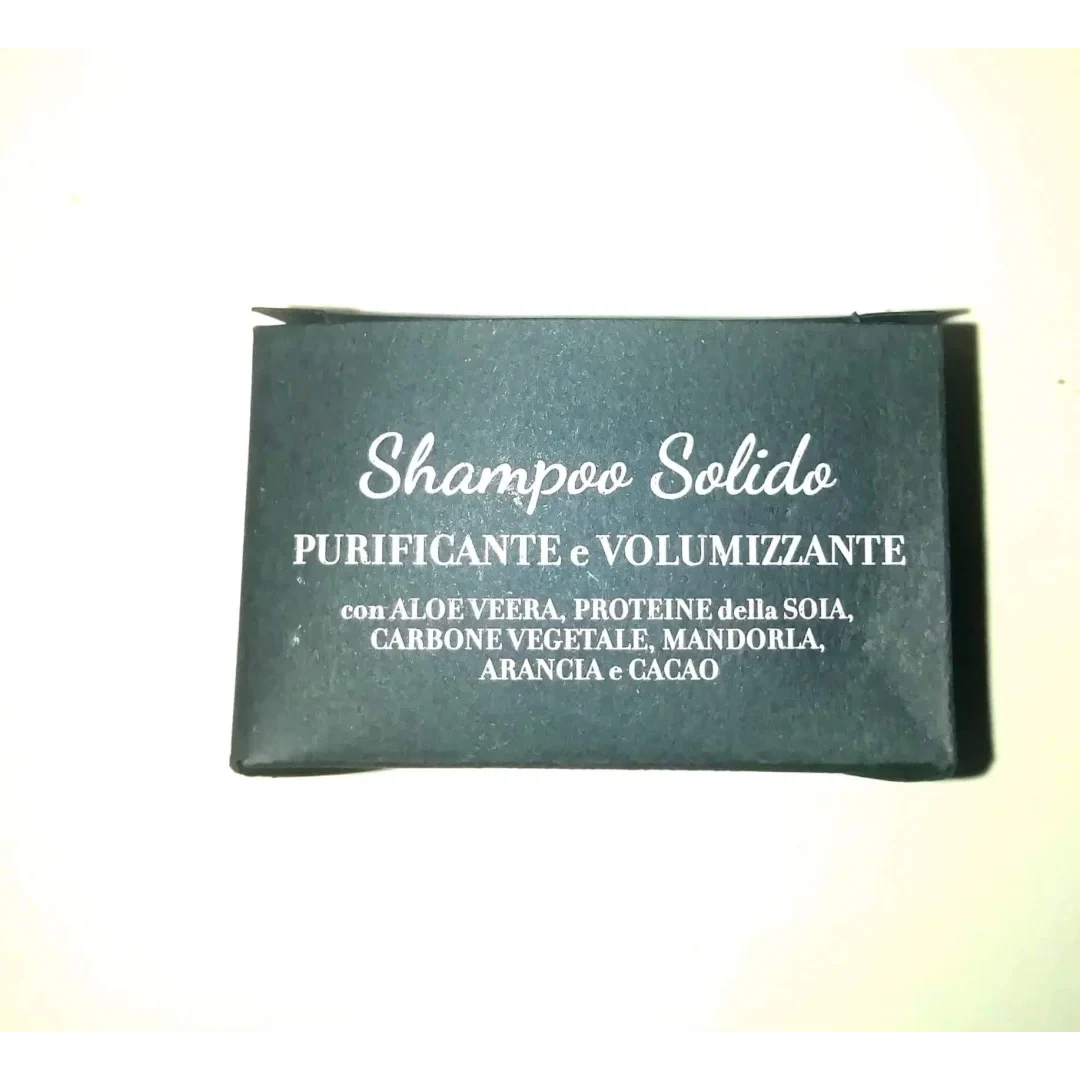 Shampoo Solido
PURIFICANTE e VOLUMIZZANTE
con ALOE VEERA, PROTEINE della SOIA,
CARBONE VEGETALE, MANDORLA,
ARANCIA e CACAO